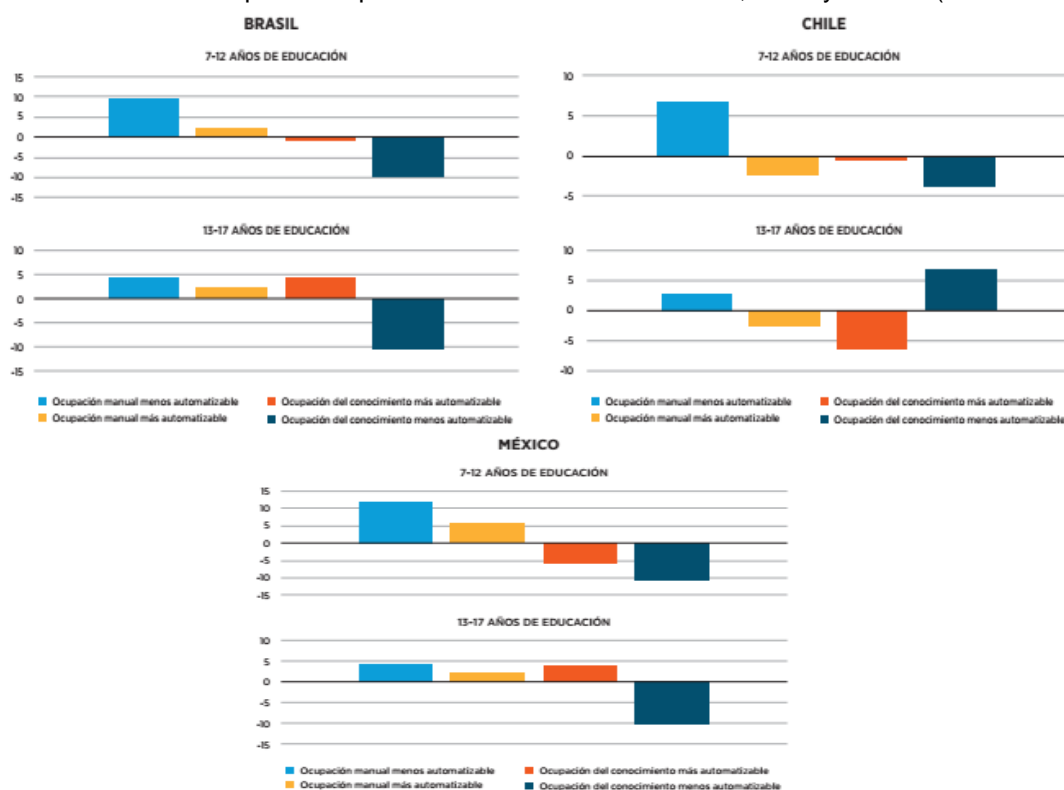 BRASIL
7-12 AÑOS DE EDUCACIÓN
15
10
5
0
-5
-10
-15
13-17 AÑOS DE EDUCACIÓN
10
5
0
-5
-10
-15
Ocupación manual menos automatizable
Ocupación del conocimiento más automatizable
Ocupación manual más automatizable
Ocupación del conocimiento menos automatizable
CHILE
7-12 AÑOS DE EDUCACIÓN
10
5
0
-5
13-17 AÑOS DE EDUCACIÓN
10
5
0
-5
-10
Ocupación manual menos automatizable
Ocupación del conocimiento más automatizable
Ocupación manual más automatizable
Ocupación del conocimiento menos automatizable
MÉXICO
7-12 AÑOS DE EDUCACIÓN
15
10
5
0
-5
-10
-15
13-17 AÑOS DE EDUCACIÓN
10
5
0
-5
-10
-15
Ocupación manual menos automatizable
Ocupación del conocimiento más automatizable
Ocupación manual más automatizable
Ocupación del conocimiento menos automatizable